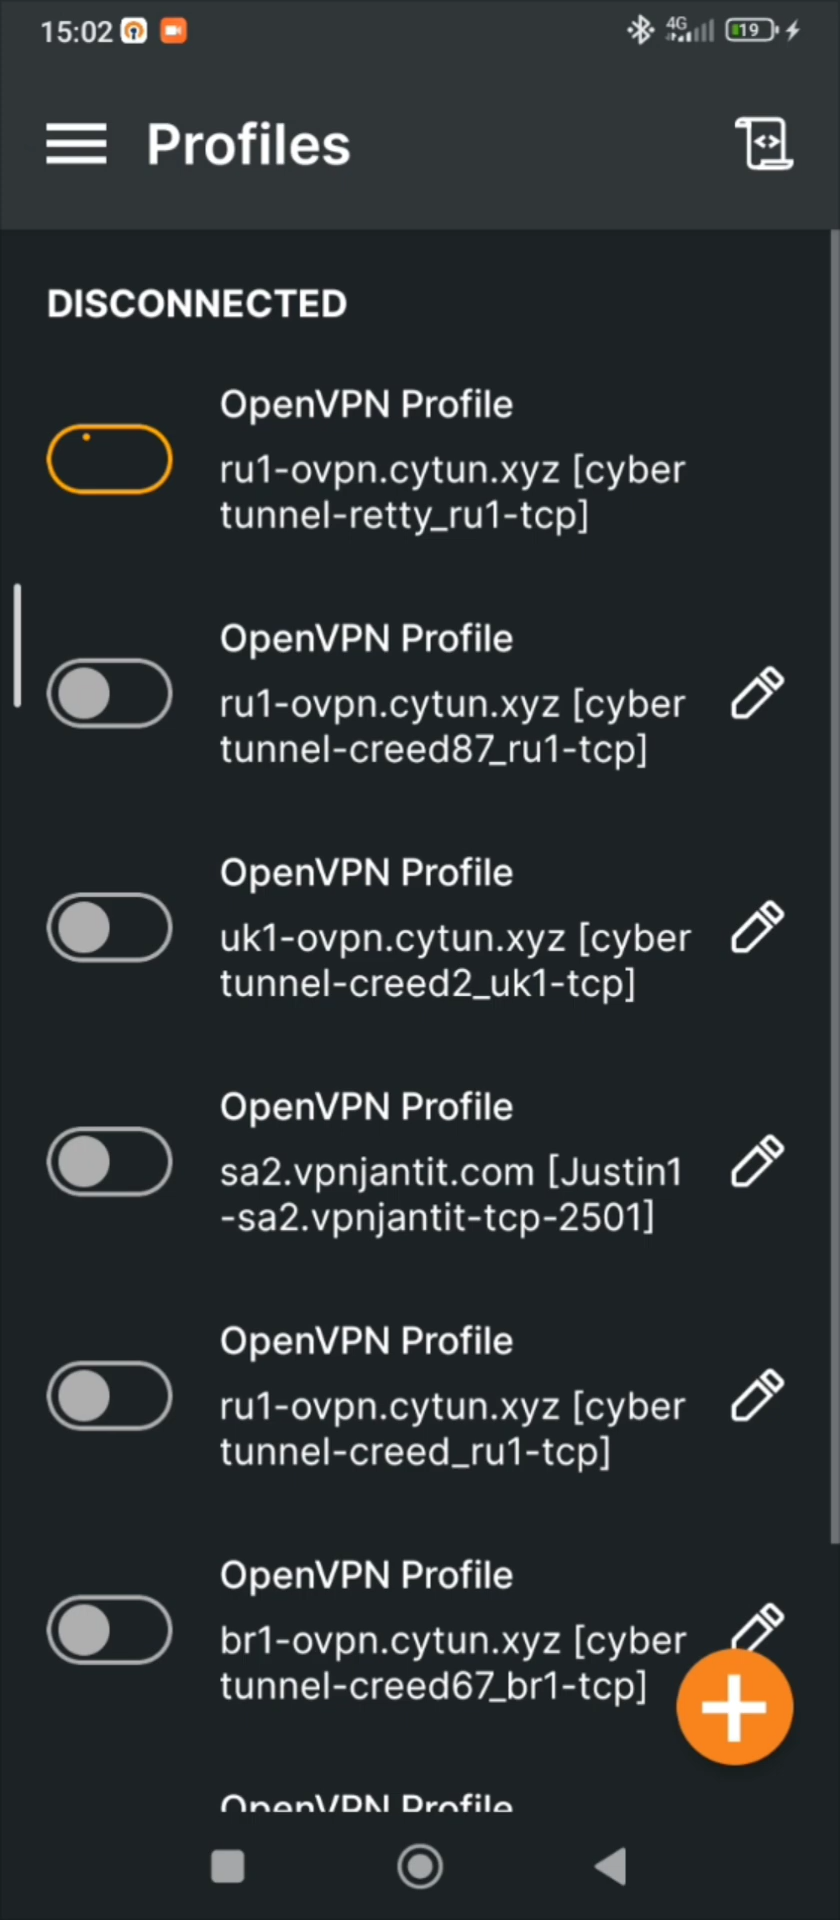 15:02
4G
19
Profiles
DISCONNECTED
OpenVPN Profile
ru1-ovpn.cytun.xyz [cyber
tunnel-retty_ru1-tcp]
OpenVPN Profile
ru1-ovpn.cytun.xyz [cyber
tunnel-creed87_ru1-tcp]
OpenVPN Profile
uk1-ovpn.cytun.xyz [cyber
tunnel-creed2_uk1-tcp]
OpenVPN Profile
sa2.vpnjantit.com [Justin1
-sa2.vpnjantit-tcp-2501]
OpenVPN Profile
ru1-ovpn.cytun.xyz [cyber
tunnel-creed_ru1-tcp]
OpenVPN Profile
br1-ovpn.cytun.xyz [cyber
tunnel-creed67_br1-tcp]
OpenVPN Profile